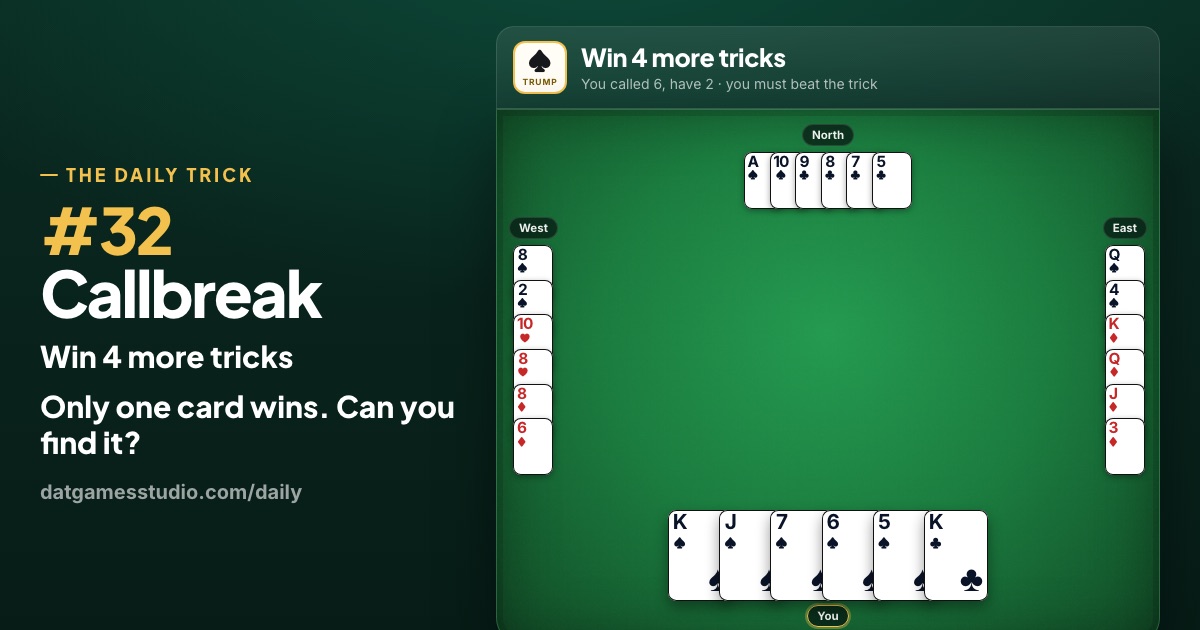 — THE DAILY TRICK
#32
Callbreak
Win 4 more tricks
Only one card wins. Can you
find it?
datgamesstudio.com/daily
TRUMP
Win 4 more tricks
You called 6, have 2 · you must beat the trick
North
A♠ 10♠ 9♣ 8♣ 7♣ 5♣
West
8♠
2♠
10♥
8♥
8♦
6♦
East
Q♠
4♠
K♦
Q♦
J♦
3♦
K♠ J♠ 7♠ 6♠ 5♠ K♣
You